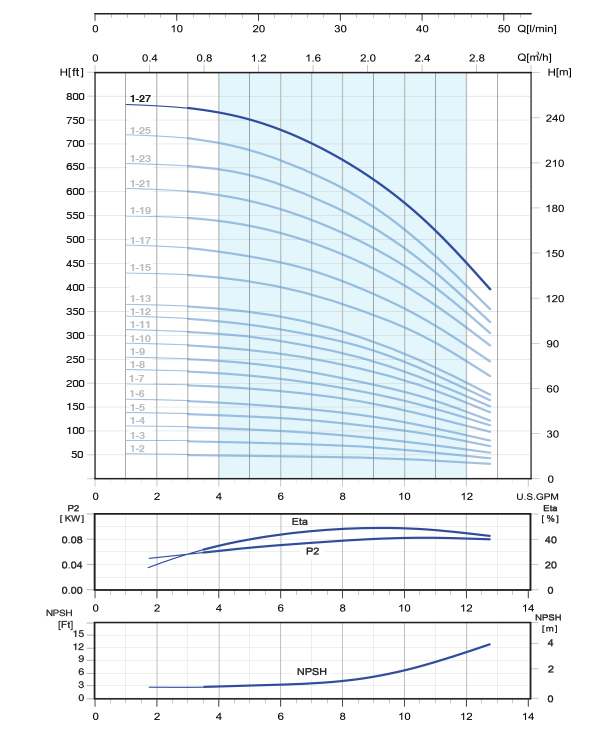 0 10 20 30 40 50 Q[l/min]
0 0.4 0.8 1.2 1.6 2.0 2.4 2.8 Q[m³/h]
H[ft] H[m]
800 1-27
750 240
1-25
700
1-23 210
650
600 1-21
550 1-19 180
500 1-17
450 150
1-15
400
350 1-13 120
1-12
300 1-11
1-10 90
250 1-9
1-8
200 1-7
60
150 1-6
1-5
100 1-4 30
1-3
50 1-2
0
0 2 4 6 8 10 12 U.S.GPM
P2 Eta
[KW] [%]
Eta
0.08 40
P2
0.04 20
0.00 0
0 2 4 6 8 10 12 14
NPSH NPSH
[Ft] [m]
15
12 4
9
6 NPSH 2
3
0 0
0 2 4 6 8 10 12 14